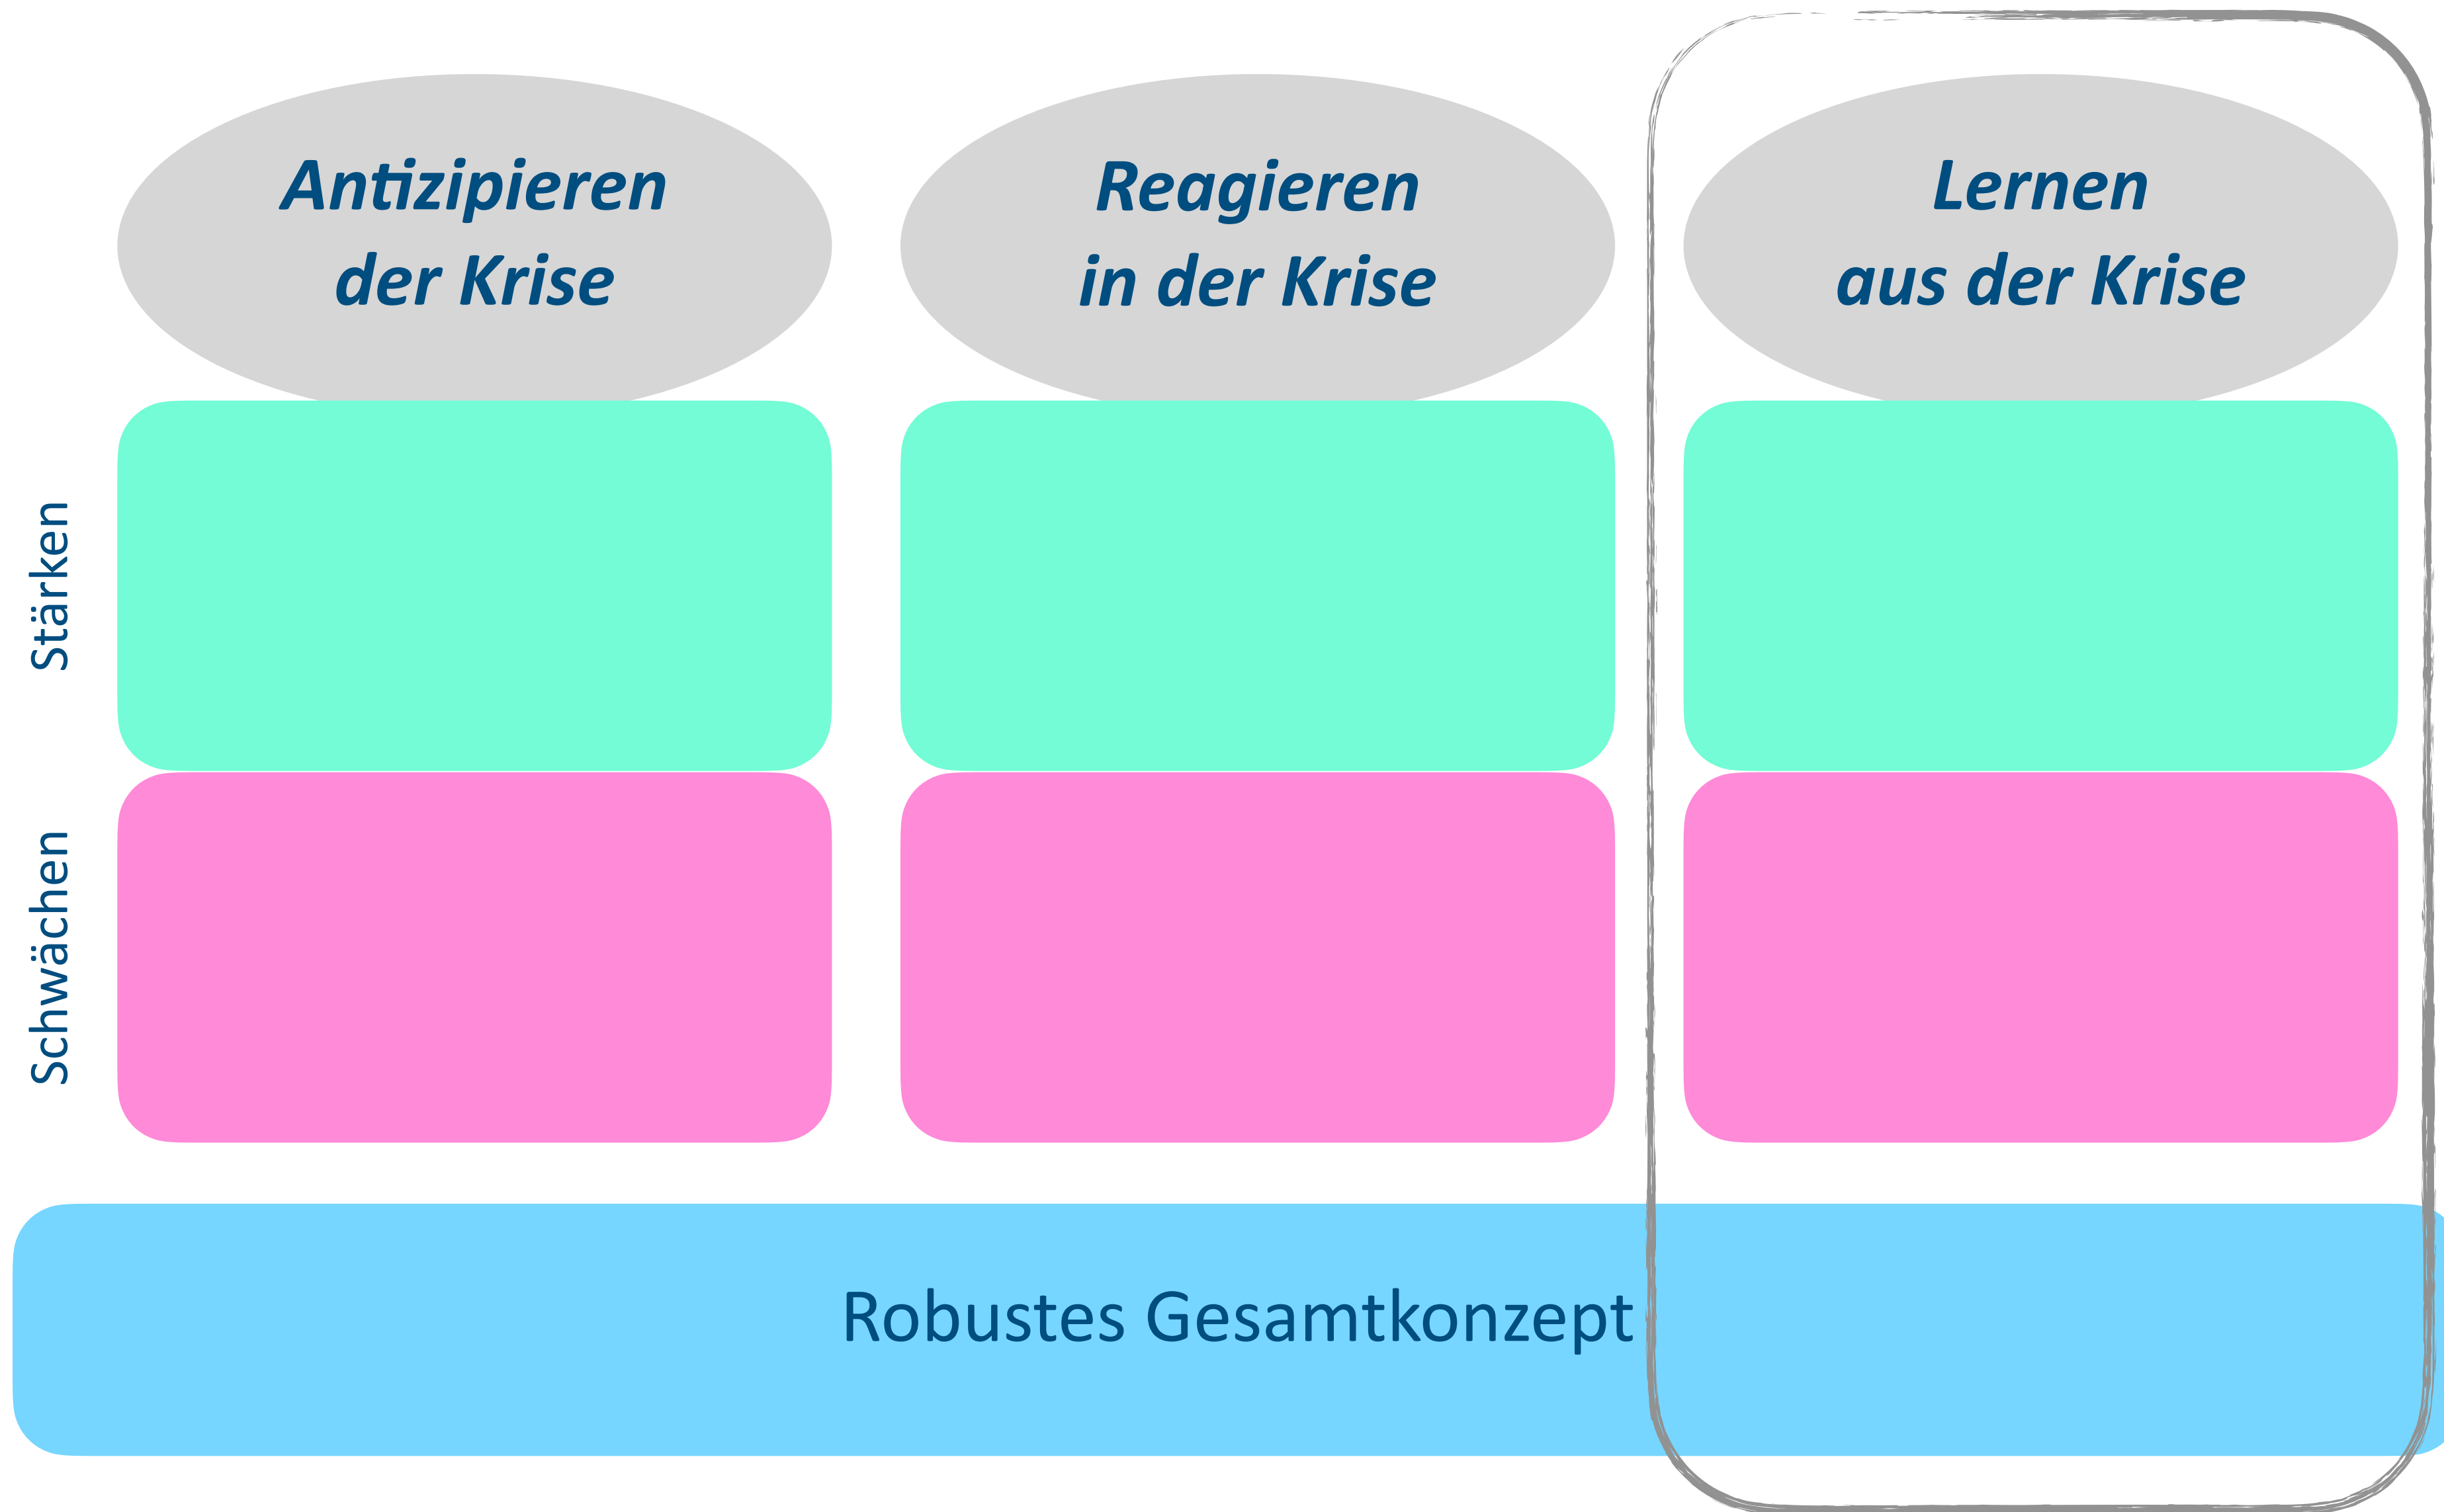 Antizipieren
der Krise
Reagieren
in der Krise
Lernen
aus der Krise
Stärken
Schwächen
Robustes Gesamtkonzept